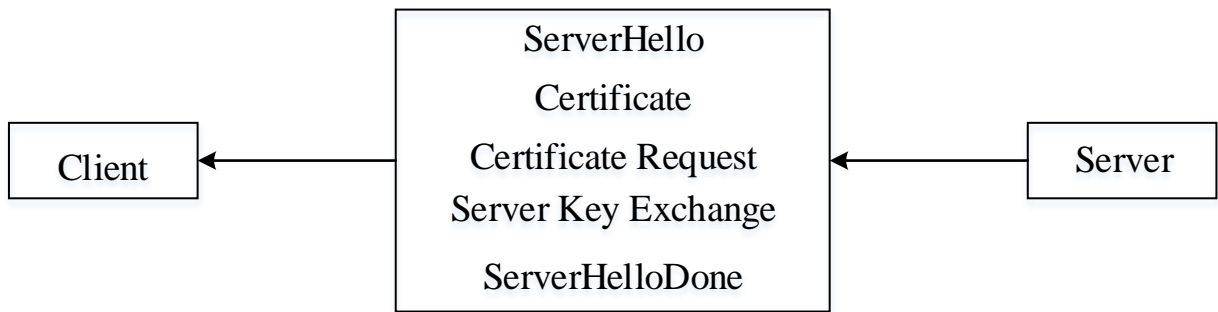 ServerHello
Certificate
Client
Certificate Request
Server
Server Key Exchange
ServerHelloDone